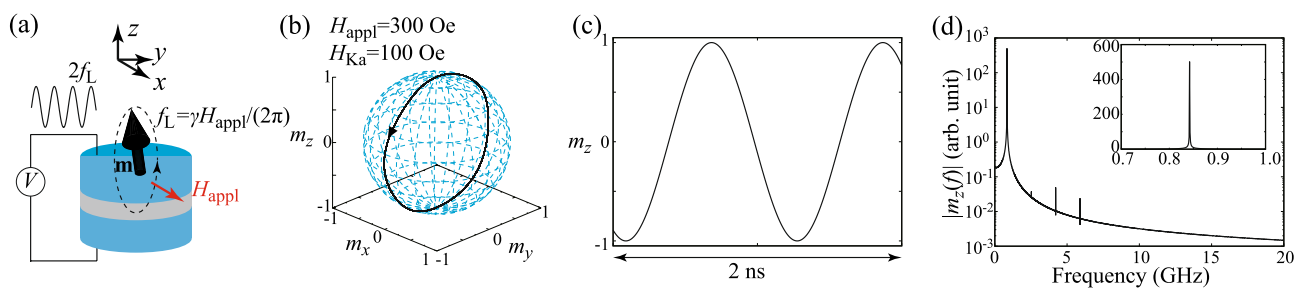 (a)
z
y
x
2f_L
f_L=γH_appl/(2π)
m
V
H_appl
(b)
H_appl=300 Oe
H_Ka=100 Oe
1
m_z 0
-1
-1
0
m_x
1
-1
0
m_y
1
(c)
1
m_z 0
-1
2 ns
(d)
|m_z(f)| (arb. unit)
10^3
10^2
10^1
10^0
10^-1
10^-2
10^-3
0 5 10 15 20
Frequency (GHz)
600
400
200
0
0.7 0.8 0.9 1.0